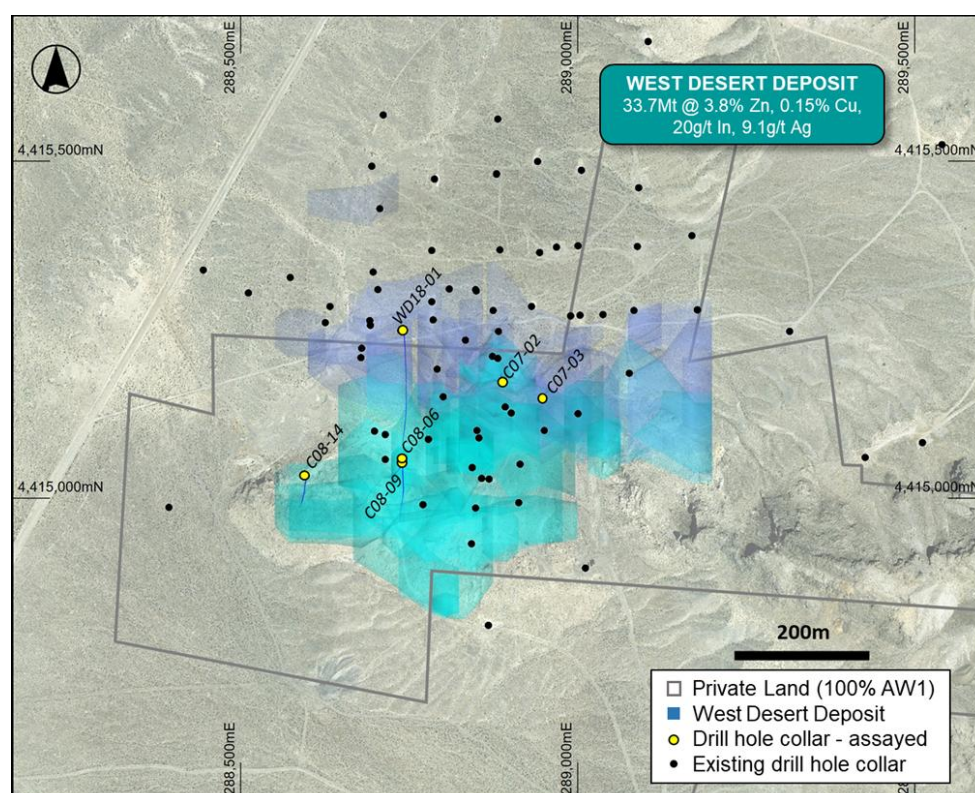 288,500mE
289,000mE
289,500mE
WEST DESERT DEPOSIT
33.7Mt @ 3.8% Zn, 0.15% Cu,
20g/t In, 9.1g/t Ag
4,415,500mN
4,415,500mN
WD18-01
C07-02
C07-03
C08-06
C08-14
C08-09
4,415,000mN
4,415,000mN
200m
Private Land (100% AW1)
West Desert Deposit
Drill hole collar - assayed
Existing drill hole collar
288,500mE
289,000mE